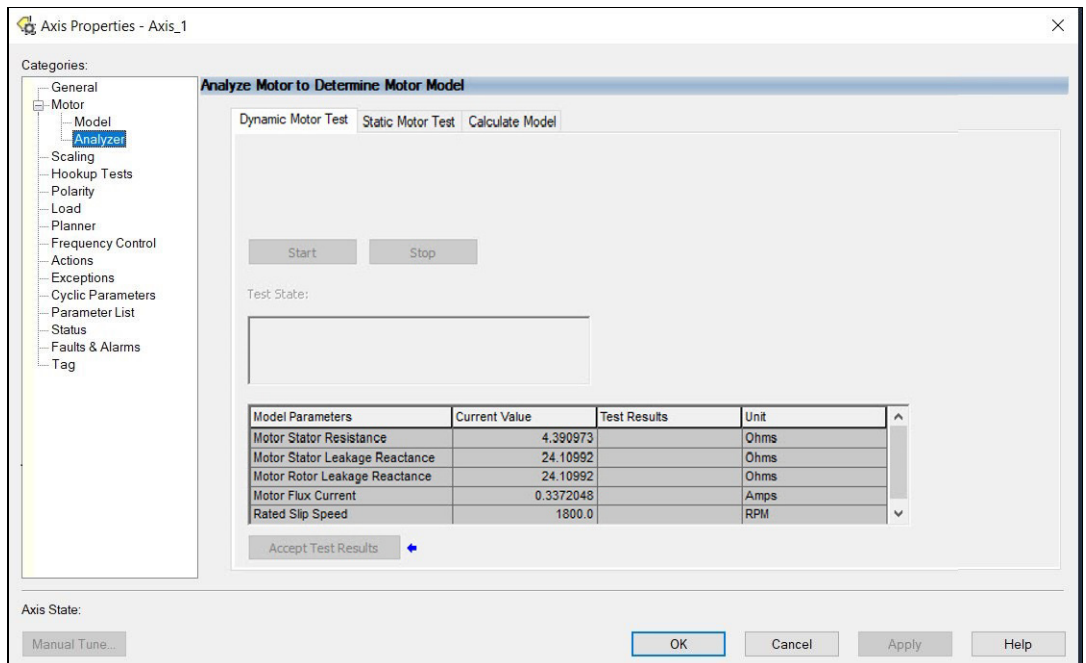 Axis Properties - Axis_1
Categories:
General
Motor
Model
Analyzer
Scaling
Hookup Tests
Polarity
Load
Planner
Frequency Control
Actions
Exceptions
Cyclic Parameters
Parameter List
Status
Faults & Alarms
Tag
Analyze Motor to Determine Motor Model
Dynamic Motor Test Static Motor Test Calculate Model
Start Stop
Test State:
Model Parameters Current Value Test Results Unit
Motor Stator Resistance 4.390973 Ohms
Motor Stator Leakage Reactance 24.10992 Ohms
Motor Rotor Leakage Reactance 24.10992 Ohms
Motor Flux Current 0.3372048 Amps
Rated Slip Speed 1800.0 RPM
Accept Test Results
Axis State:
Manual Tune... OK Cancel Apply Help